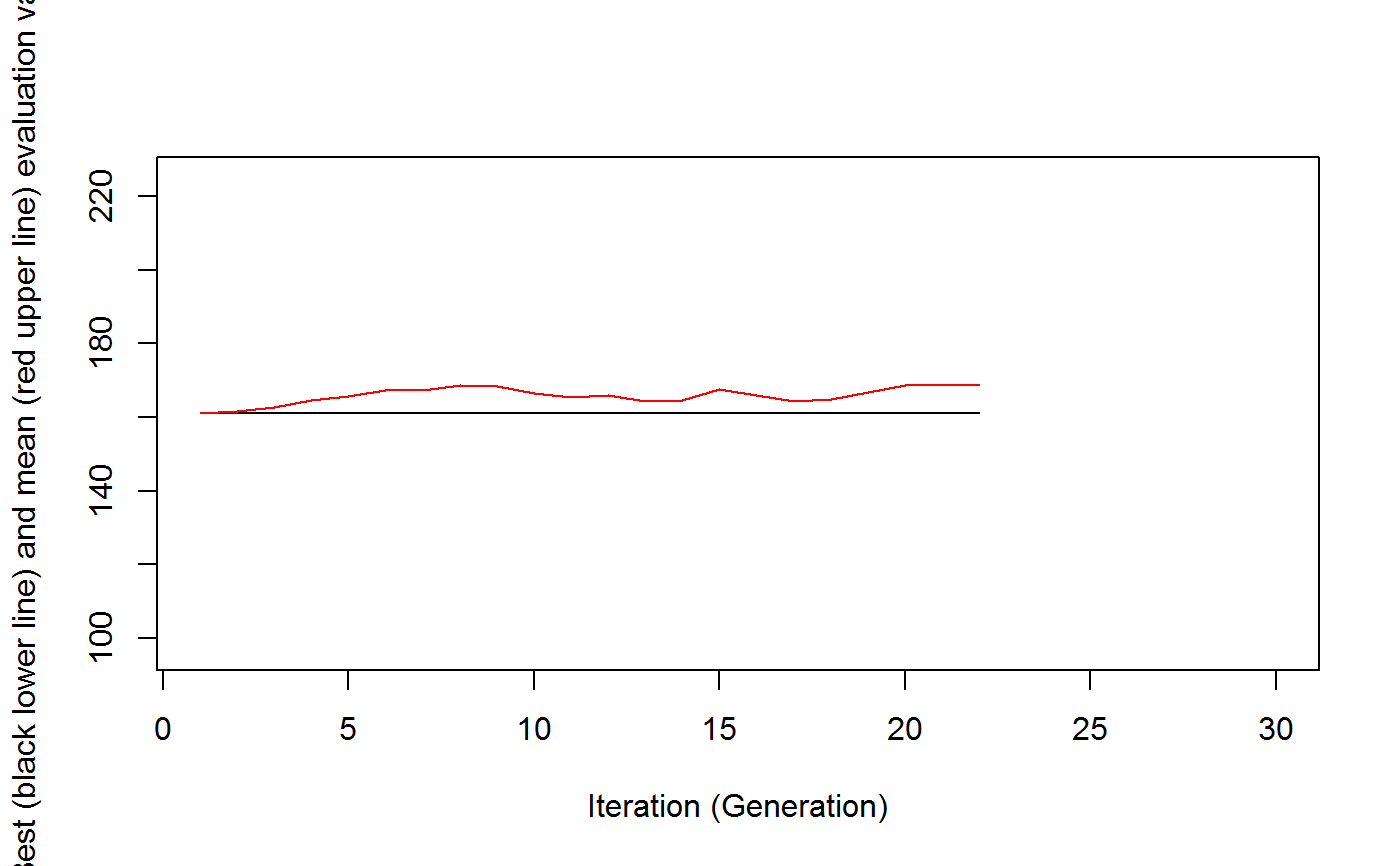 Best (black lower line) and mean (red upper line) evaluation va
220
180
140
100
0 5 10 15 20 25 30
Iteration (Generation)